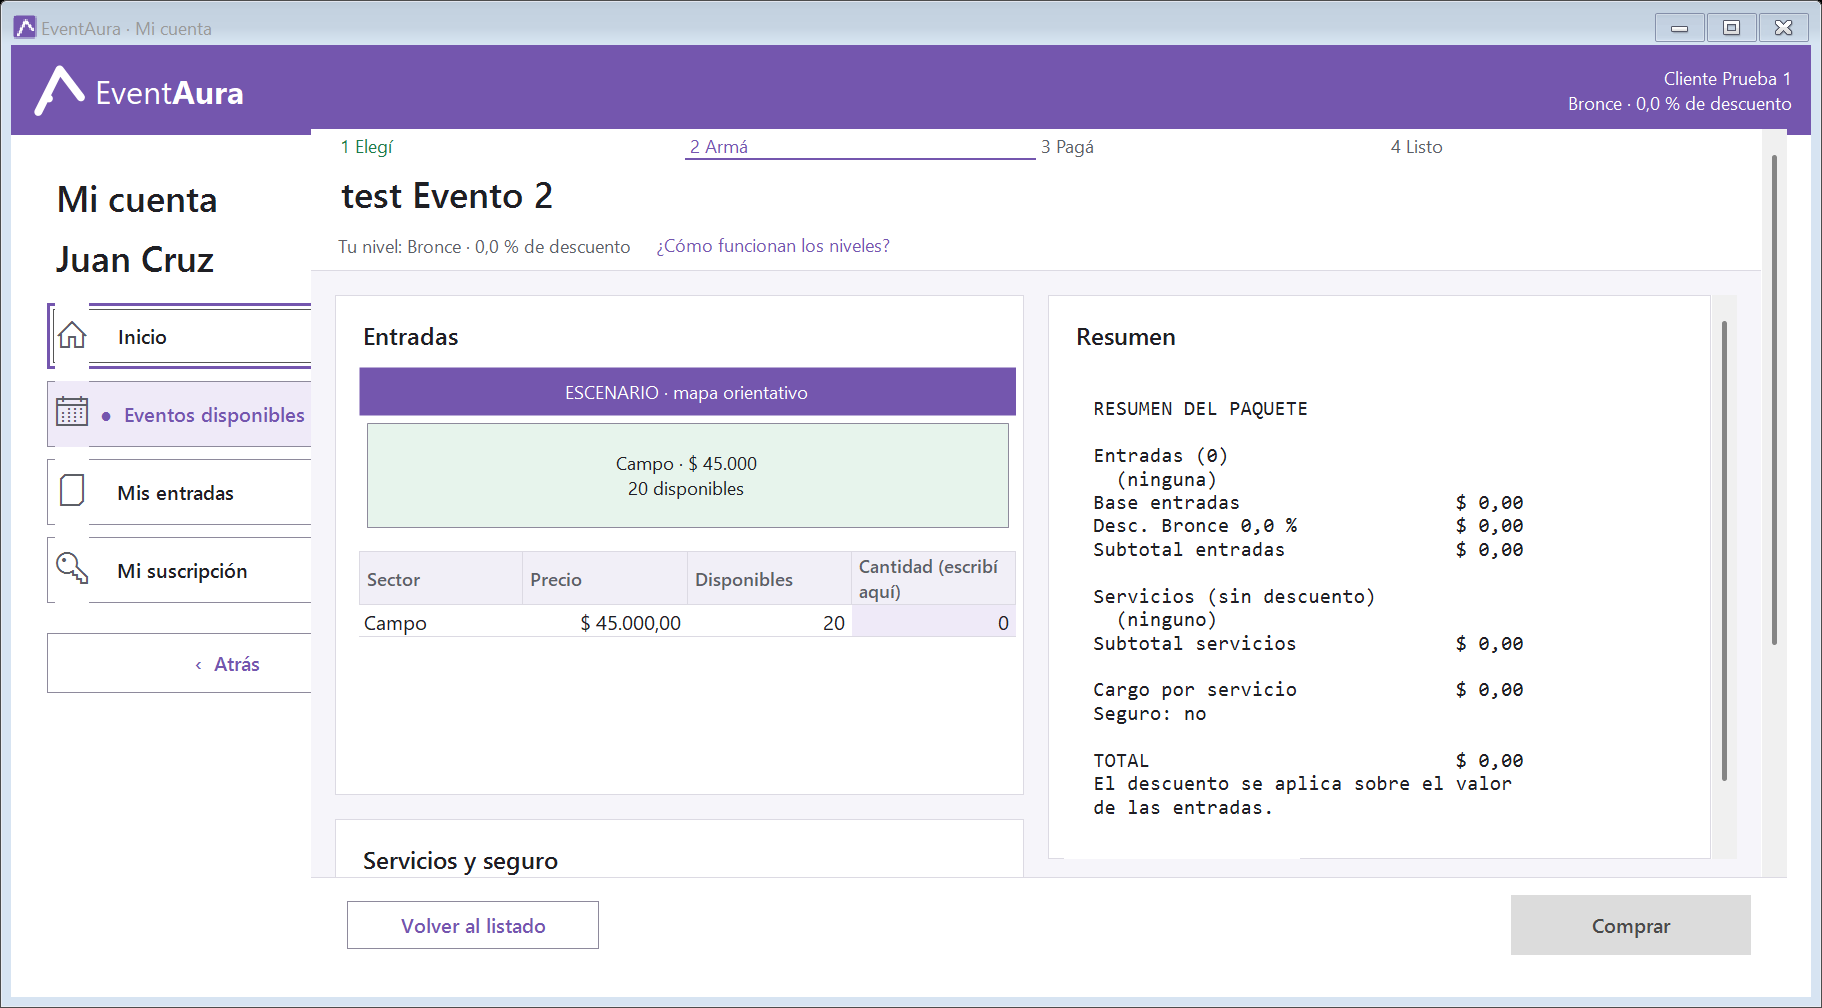 EventAura · Mi cuenta
EventAura
Cliente Prueba 1
Bronce · 0,0 % de descuento
Mi cuenta
Juan Cruz
Inicio
• Eventos disponibles
Mis entradas
Mi suscripción
‹ Atrás
1 Elegí
2 Armá
3 Pagá
4 Listo
test Evento 2
Tu nivel: Bronce · 0,0 % de descuento
¿Cómo funcionan los niveles?
Entradas
ESCENARIO · mapa orientativo
Campo · $ 45.000
20 disponibles
Sector Precio Disponibles Cantidad (escribí
aquí)
Campo $ 45.000,00 20 0
Servicios y seguro
Resumen
RESUMEN DEL PAQUETE
Entradas (0)
(ninguna)
Base entradas $ 0,00
Desc. Bronce 0,0 % $ 0,00
Subtotal entradas $ 0,00
Servicios (sin descuento)
(ninguno)
Subtotal servicios $ 0,00
Cargo por servicio $ 0,00
Seguro: no
TOTAL $ 0,00
El descuento se aplica sobre el valor
de las entradas.
Volver al listado
Comprar